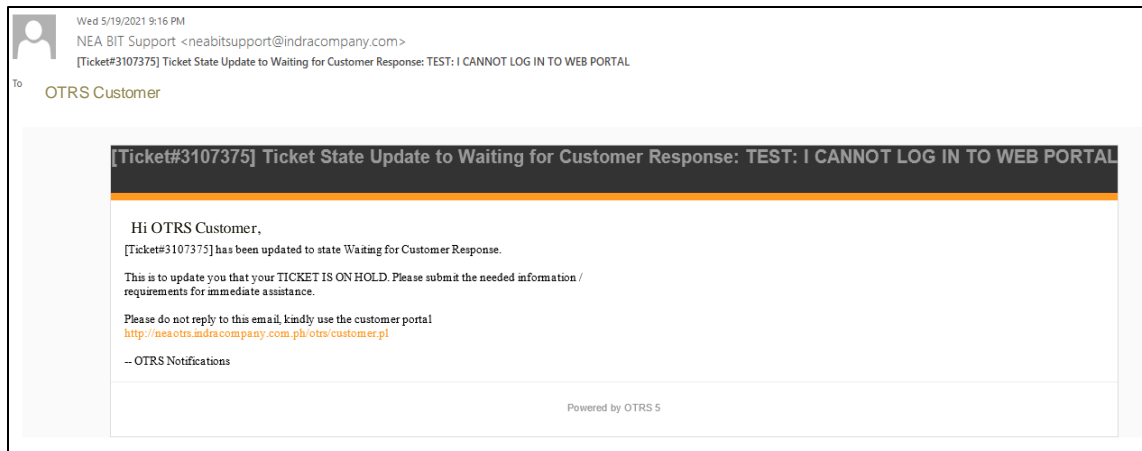 Wed 5/19/2021 9:16 PM
NEA BIT Support <neabitsupport@indracompany.com>
[Ticket#3107375] Ticket State Update to Waiting for Customer Response: TEST: I CANNOT LOG IN TO WEB PORTAL
To
OTRS Customer
[Ticket#3107375] Ticket State Update to Waiting for Customer Response: TEST: I CANNOT LOG IN TO WEB PORTAL
Hi OTRS Customer,
[Ticket#3107375] has been updated to state Waiting for Customer Response.
This is to update you that your TICKET IS ON HOLD. Please submit the needed information /
requirements for immediate assistance.
Please do not reply to this email, kindly use the customer portal
http://neaotrs.indracompany.com.ph/otrs/customer.pl
-- OTRS Notifications
Powered by OTRS 5